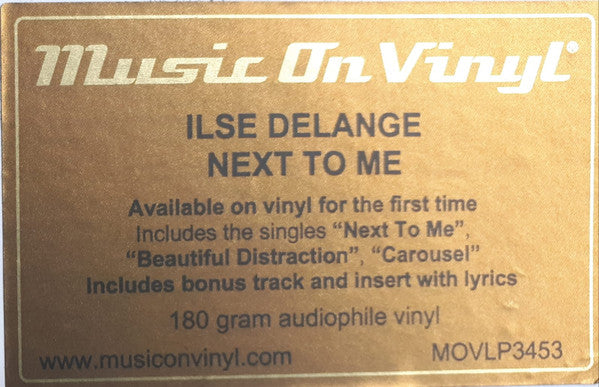 Music On Vinyl®
ILSE DELANGE
NEXT TO ME
Available on vinyl for the first time
Includes the singles “Next To Me”,
“Beautiful Distraction”, “Carousel”
Includes bonus track and insert with lyrics
180 gram audiophile vinyl
www.musiconvinyl.com MOVLP3453